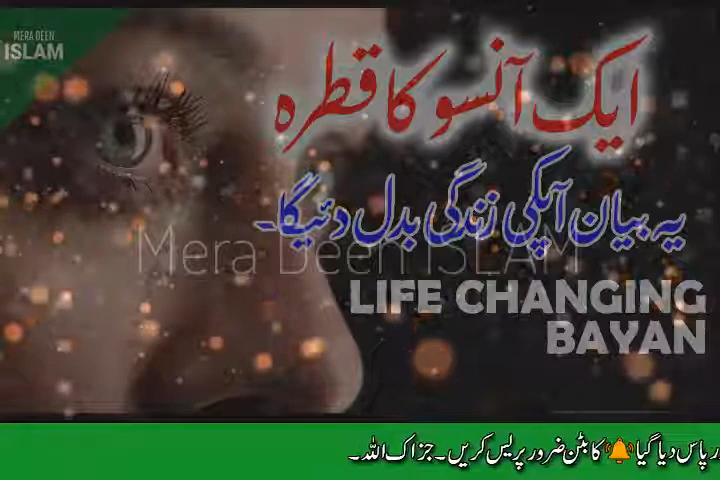 MERA DEEN
ISLAM
ایک آنسو کا قطرہ
یہ بیان آپکی زندگی بدل دئیگا۔
Mera Deen ISLAM
LIFE CHANGING
BAYAN
پاس دیا گیا 🔔 کا بٹن ضرور پریس کریں۔ جزاک اللہ۔